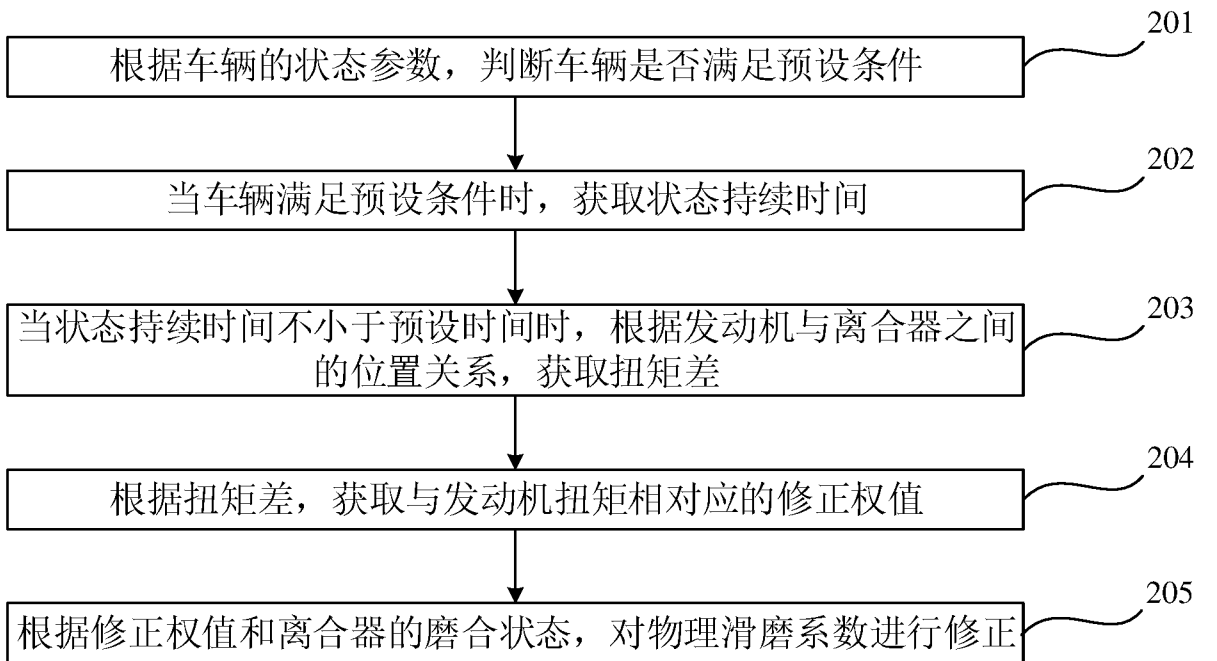 201
根据车辆的状态参数，判断车辆是否满足预设条件
202
当车辆满足预设条件时，获取状态持续时间
203
当状态持续时间不小于预设时间时，根据发动机与离合器之间
的位置关系，获取扭矩差
204
根据扭矩差，获取与发动机扭矩相对应的修正权值
205
根据修正权值和离合器的磨合状态，对物理滑磨系数进行修正